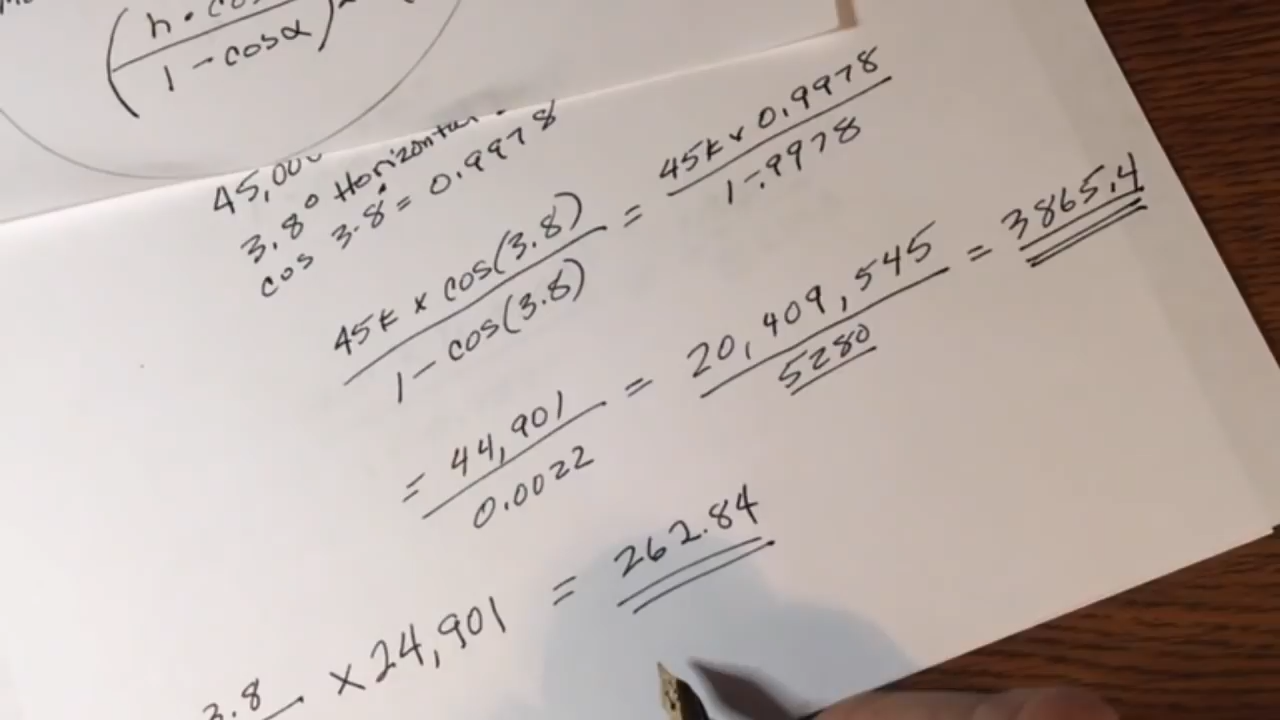 h · cos
1 - cosα
45,000
3.8° Horizontal
cos 3.8° = 0.9978
45k x cos(3.8) / 1 - cos(3.8) = 45k x 0.9978 / 1-.9978
= 44,901 / 0.0022 = 20,409,545 / 5280 = 3865.4
3.8 x 24,901 = 262.84